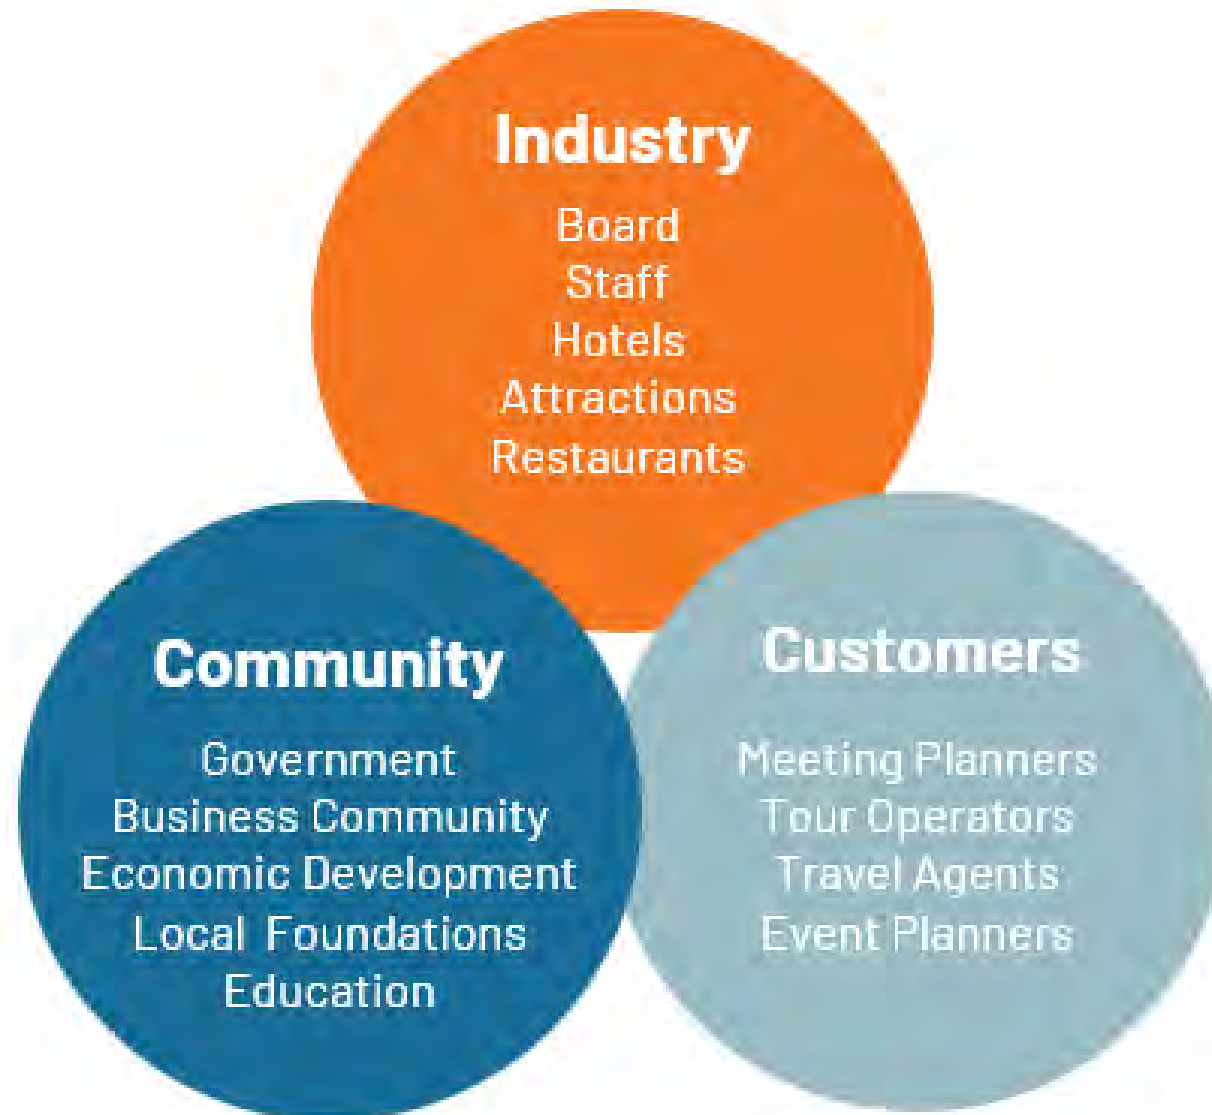 Industry
Board
Staff
Hotels
Attractions
Restaurants
Community
Government
Business Community
Economic Development
Local Foundations
Education
Customers
Meeting Planners
Tour Operators
Travel Agents
Event Planners